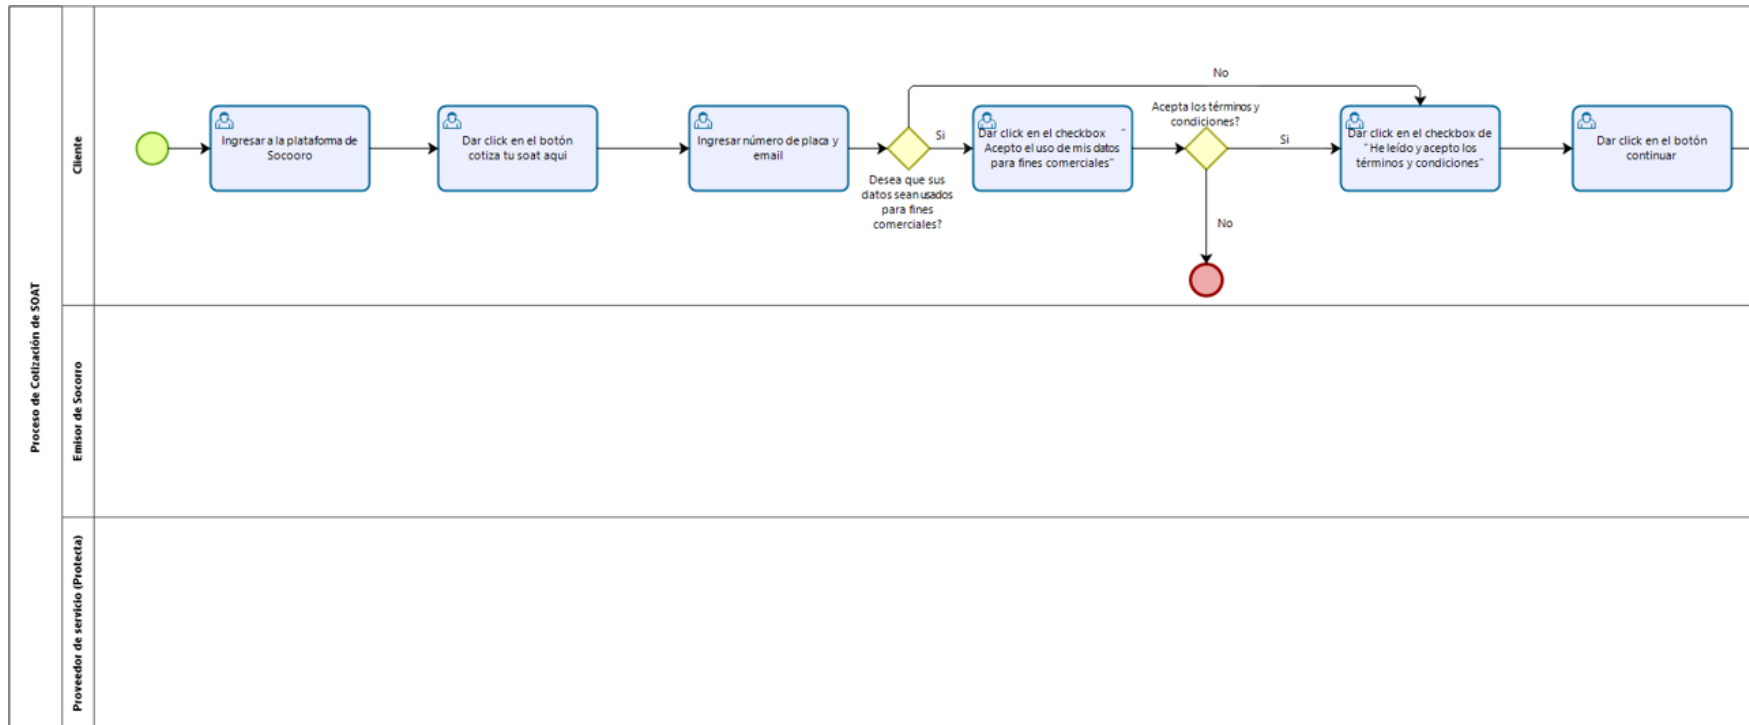 Proceso de Cotización de SOAT
Cliente
Ingresar a la plataforma de
Socooro
Dar click en el botón
cotiza tu soat aqui
Ingresar número de placa y
email
Desea que sus
datos sean usados
para fines
comerciales?
Si
No
Dar click en el checkbox "
Acepto el uso de mis datos
para fines comerciales"
Acepta los términos y
condiciones?
Si
No
Dar click en el checkbox de
"He leído y acepto los
términos y condiciones"
Dar click en el botón
continuar
Emisor de Socorro
Proveedor de servicio (Protecta)